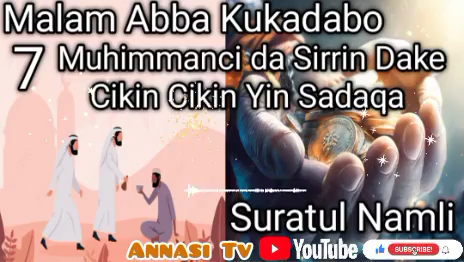 Malam Abba Kukadabo
7 Muhimmanci da Sirrin Dake
Cikin Cikin Yin Sadaqa
Suratul Namli
ANNASI TV YouTube SUBSCRIBE!